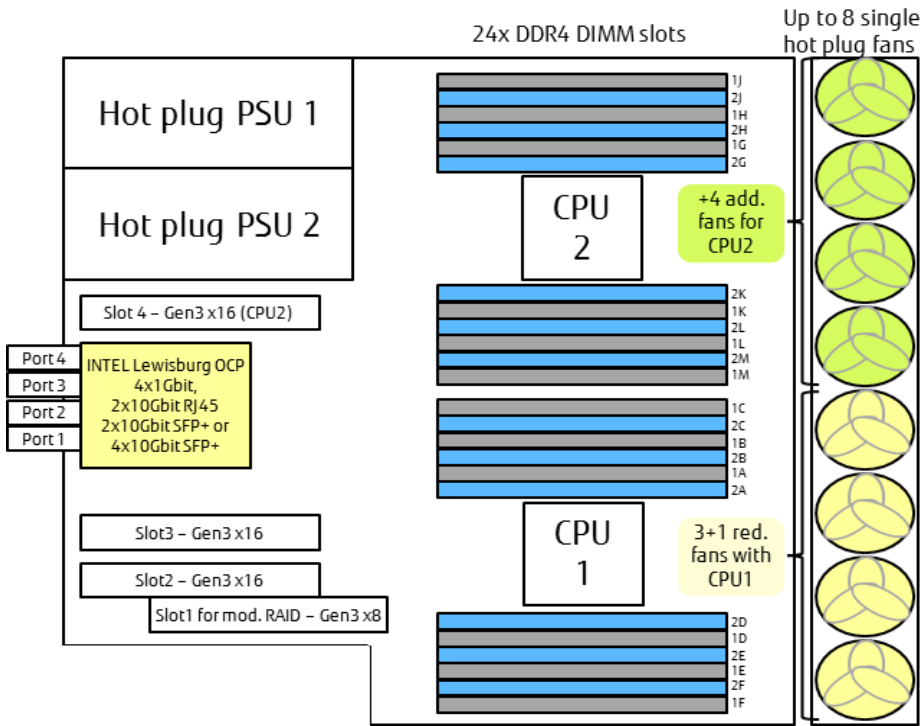 24x DDR4 DIMM slots
Up to 8 single
hot plug fans
Hot plug PSU 1
Hot plug PSU 2
1J
2J
1H
2H
1G
2G
CPU
2
+4 add.
fans for
CPU2
Slot 4 – Gen3 x16 (CPU2)
2K
1K
2L
1L
2M
1M
Port 4
Port 3
Port 2
Port 1
INTEL Lewisburg OCP
4x1Gbit,
2x10Gbit RJ45
2x10Gbit SFP+ or
4x10Gbit SFP+
1C
2C
1B
2B
1A
2A
CPU
1
3+1 red.
fans with
CPU1
Slot3 – Gen3 x16
Slot2 – Gen3 x16
Slot1 for mod. RAID – Gen3 x8
2D
1D
2E
1E
2F
1F